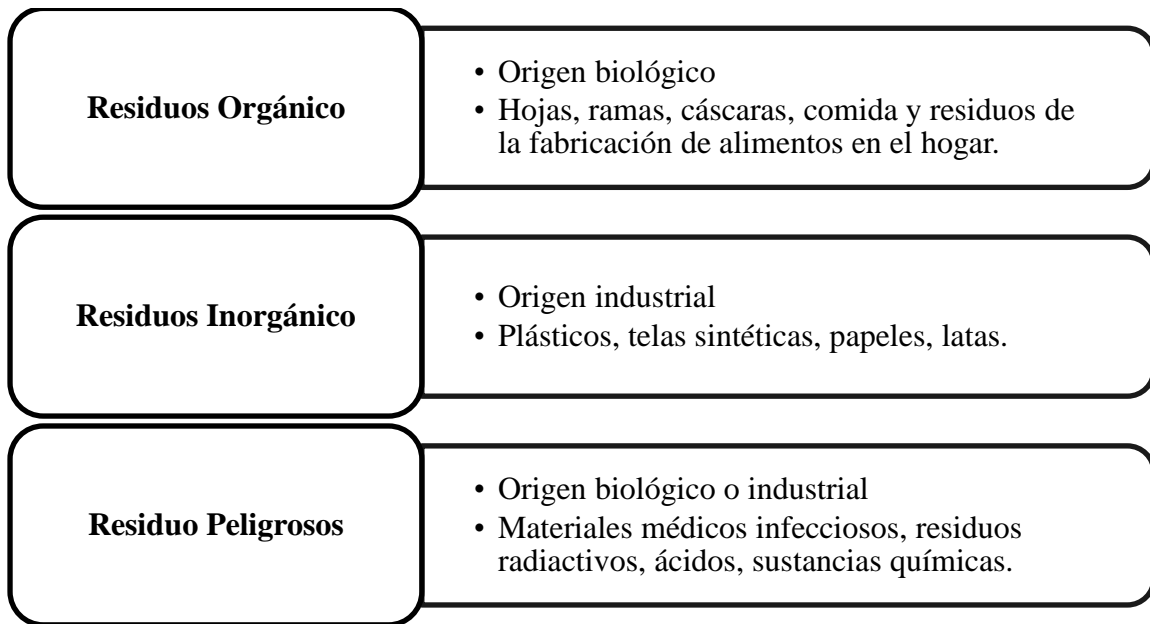 Residuos Orgánico
• Origen biológico
• Hojas, ramas, cáscaras, comida y residuos de
la fabricación de alimentos en el hogar.
Residuos Inorgánico
• Origen industrial
• Plásticos, telas sintéticas, papeles, latas.
Residuo Peligrosos
• Origen biológico o industrial
• Materiales médicos infecciosos, residuos
radiactivos, ácidos, sustancias químicas.